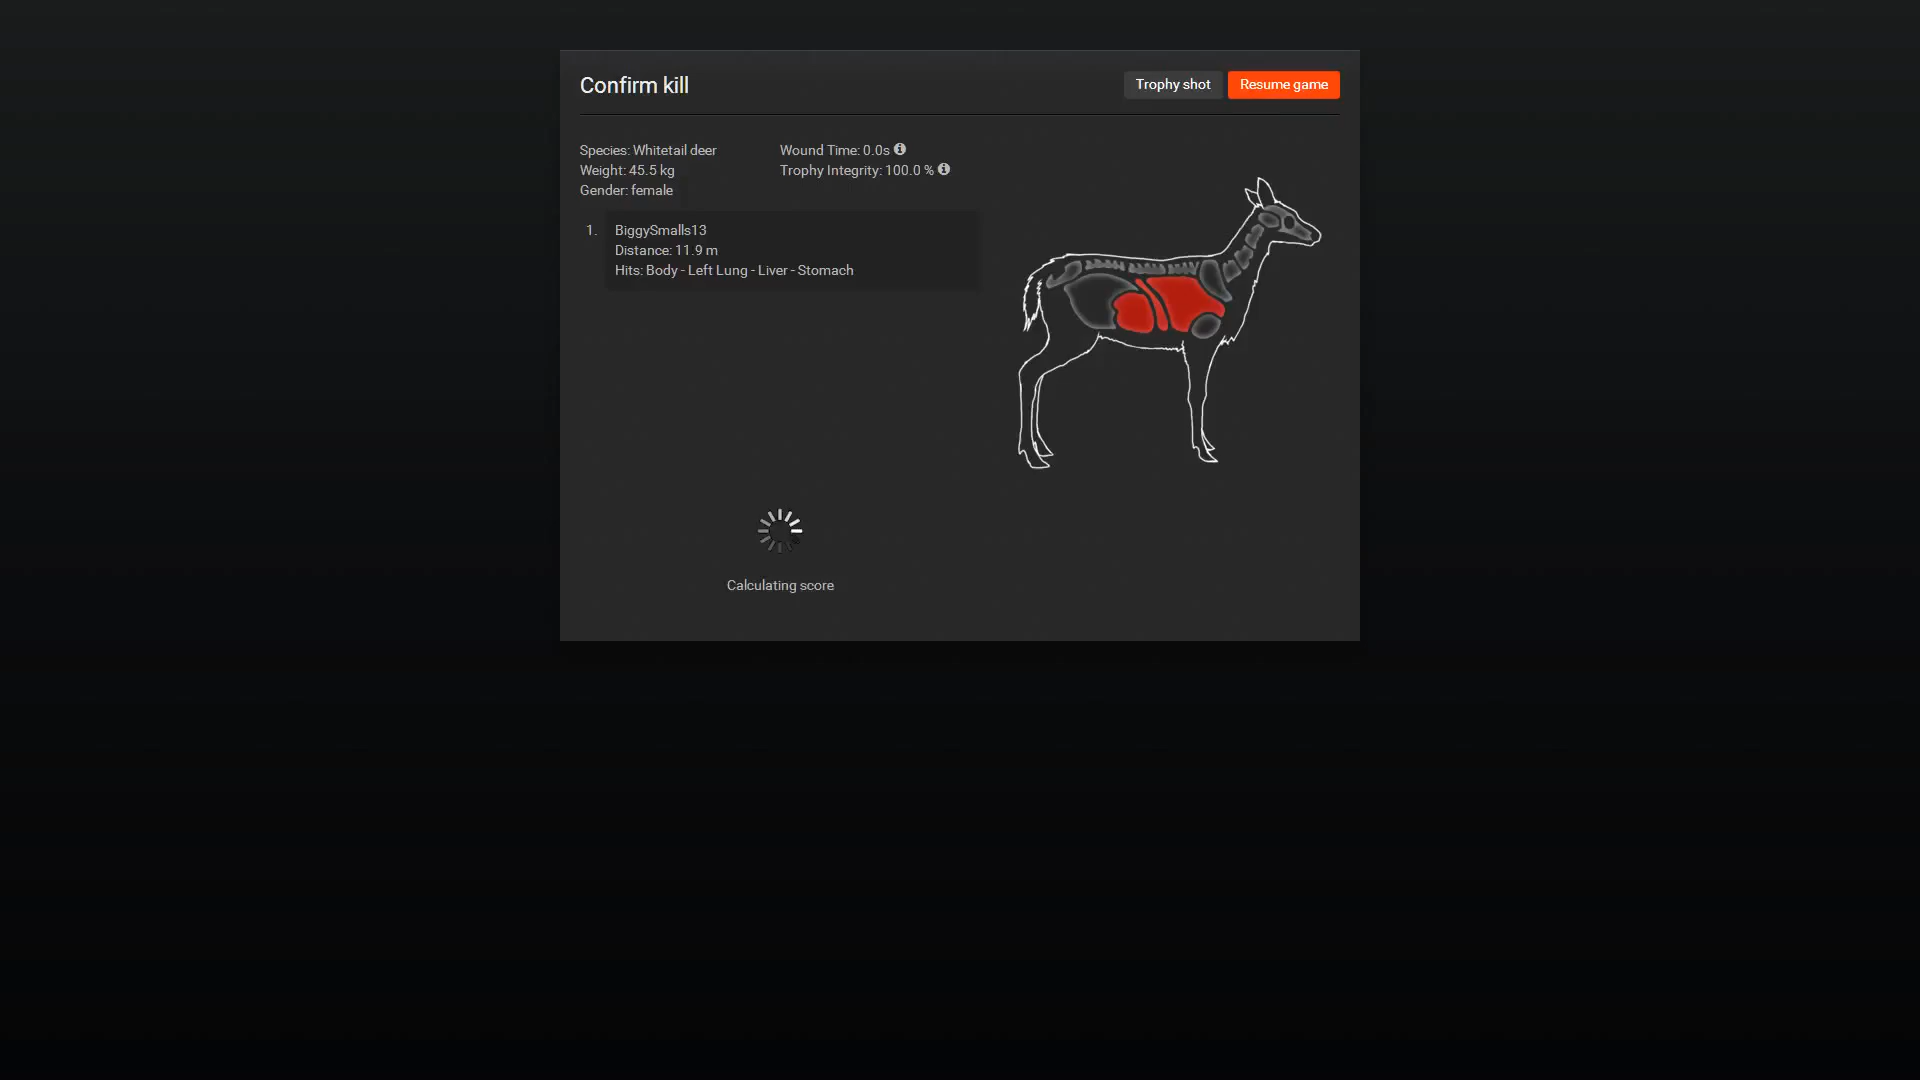 Confirm kill
Trophy shot
Resume game
Species: Whitetail deer
Weight: 45.5 kg
Gender: female
Wound Time: 0.0s
Trophy Integrity: 100.0 %
1.
BiggySmalls13
Distance: 11.9 m
Hits: Body - Left Lung - Liver - Stomach
Calculating score